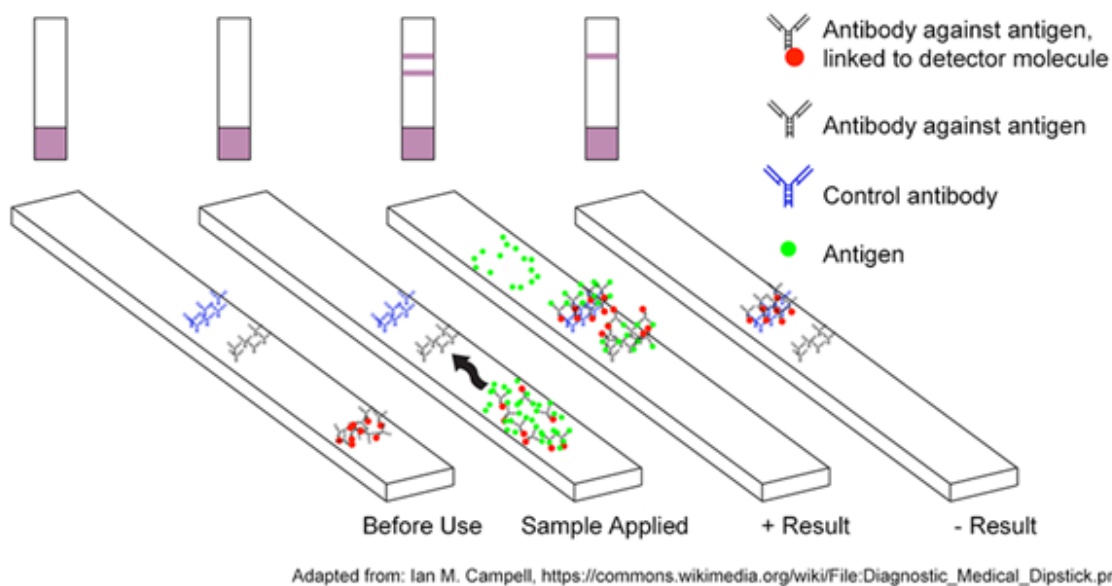 Antibody against antigen,
linked to detector molecule
Antibody against antigen
Control antibody
Antigen
Before Use
Sample Applied
+ Result
- Result
Adapted from: Ian M. Campell, https://commons.wikimedia.org/wiki/File:Diagnostic_Medical_Dipstick.p